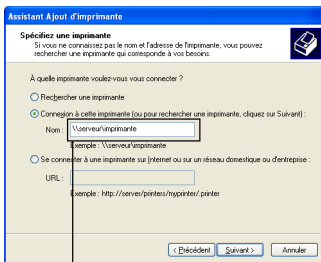 Assistant Ajout d'imprimante
Spécifiez une imprimante
Si vous ne connaissez pas le nom et l'adresse de l'imprimante, vous pouvez
rechercher une imprimante qui corresponde à vos besoins.
À quelle imprimante voulez-vous vous connecter ?
Rechercher une imprimante
Connexion à cette imprimante (ou pour rechercher une imprimante, cliquez sur Suivant) :
Nom : \\serveur\imprimante
Exemple : \\serveur\imprimante
Se connecter à une imprimante sur Internet ou sur un réseau domestique ou d'entreprise :
URL :
Exemple : http://server/printers/myprinter/.printer
< Précédent Suivant > Annuler